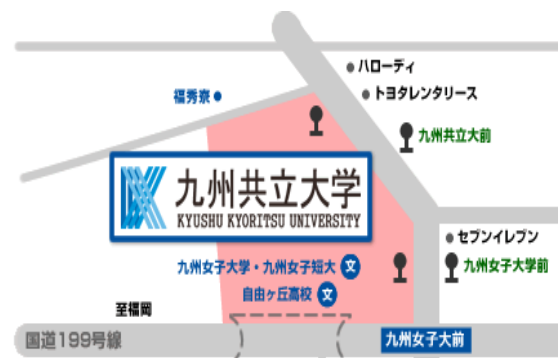 ハローディ
トヨタレンタリース
福秀寮
九州共立大前
九州共立大学
KYUSHU KYORITSU UNIVERSITY
セブンイレブン
九州女子大学・九州女子短大 文
九州女子大学前
自由ヶ丘高校 文
至福岡
国道199号線
九州女子大前